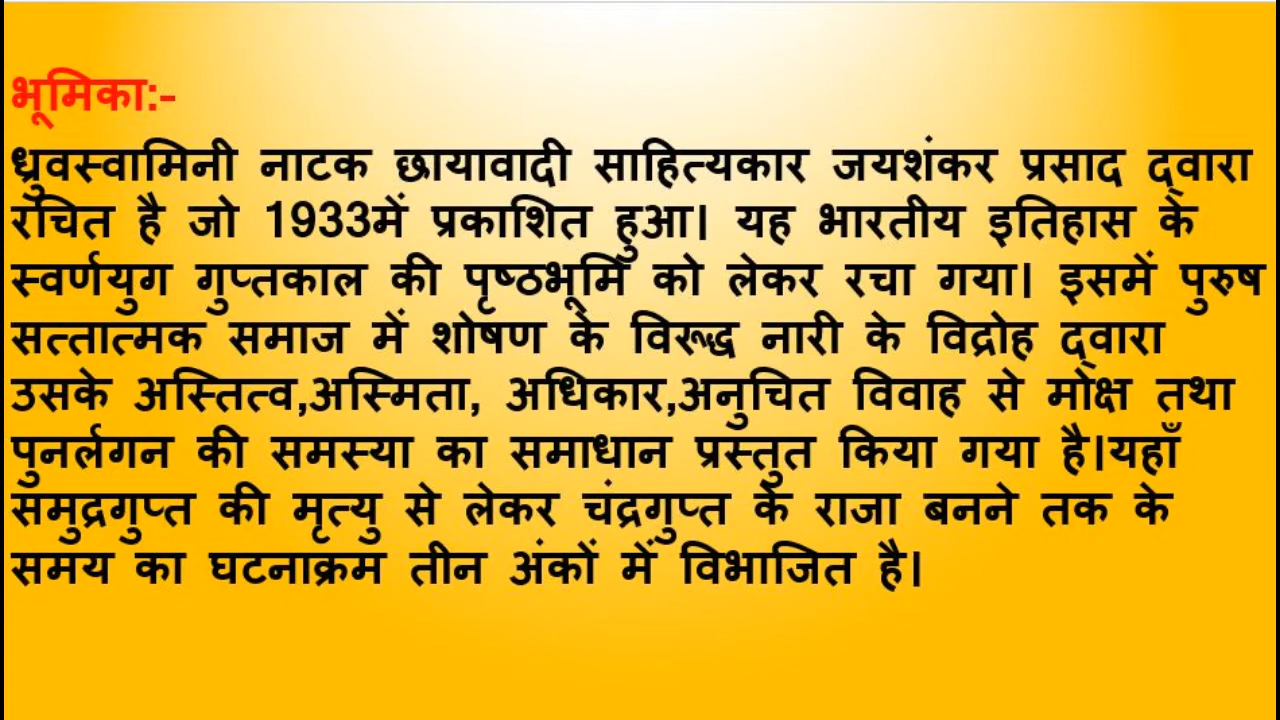 भूमिका:-
ध्रुवस्वामिनी नाटक छायावादी साहित्यकार जयशंकर प्रसाद द्वारा
रचित है जो 1933में प्रकाशित हुआ। यह भारतीय इतिहास के
स्वर्णयुग गुप्तकाल की पृष्ठभूमि को लेकर रचा गया। इसमें पुरुष
सत्तात्मक समाज में शोषण के विरूद्ध नारी के विद्रोह द्वारा
उसके अस्तित्व,अस्मिता, अधिकार,अनुचित विवाह से मोक्ष तथा
पुनर्लगन की समस्या का समाधान प्रस्तुत किया गया है।यहाँ
समुद्रगुप्त की मृत्यु से लेकर चंद्रगुप्त के राजा बनने तक के
समय का घटनाक्रम तीन अंकों में विभाजित है।